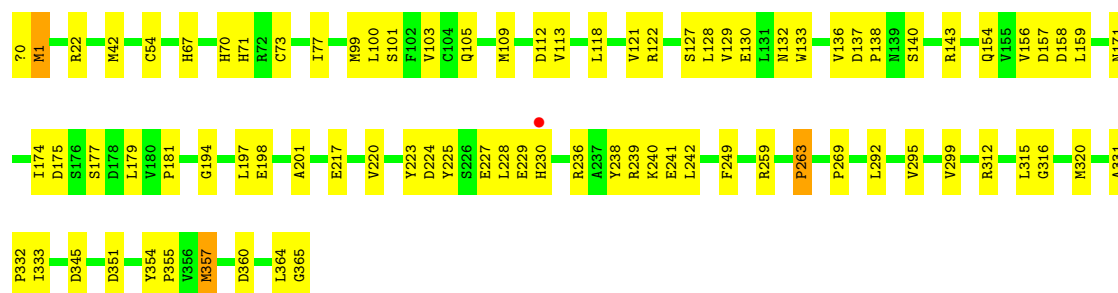 ?0 M1 R22 M42 C54 H67 H70 H71 R72 C73 I77 M99 L100 S101 F102 V103 C104 Q105 M109 D112 V113 L118 V121 R122 S127 L128 V129 E130 L131 N132 W133 V136 D137 P138 N139 S140 R143 Q154 V155 V156 D157 D158 L159 N171
I174 D175 S176 S177 D178 L179 V180 P181 G194 L197 E198 A201 E217 V220 Y223 D224 Y225 S226 E227 L228 E229 H230 R236 A237 Y238 R239 K240 E241 L242 F249 R259 P263 P269 L292 V295 V299 R312 L315 G316 M320 A331
P332 I333 D345 D351 Y354 P355 V356 M357 D360 L364 G365